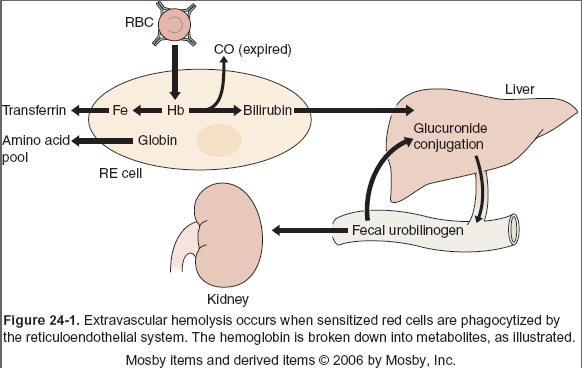 RBC
CO (expired)
Transferrin
Fe
Hb
Bilirubin
Liver
Amino acid
pool
Globin
Glucuronide
conjugation
RE cell
Fecal urobilinogen
Kidney
Figure 24-1. Extravascular hemolysis occurs when sensitized red cells are phagocytized by
the reticuloendothelial system. The hemoglobin is broken down into metabolites, as illustrated.
Mosby items and derived items © 2006 by Mosby, Inc.